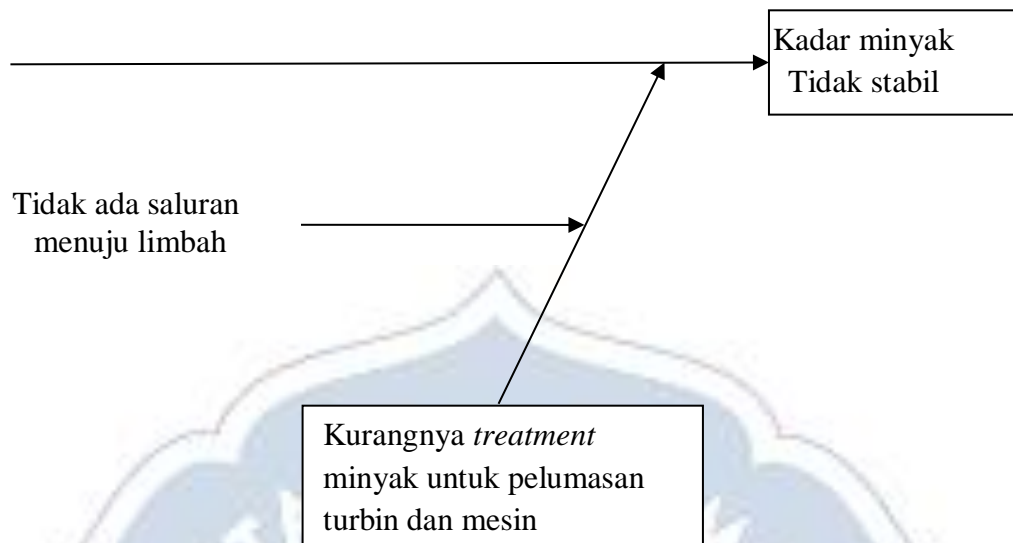 Kadar minyak
Tidak stabil
Tidak ada saluran
menuju limbah
Kurangnya treatment
minyak untuk pelumasan
turbin dan mesin